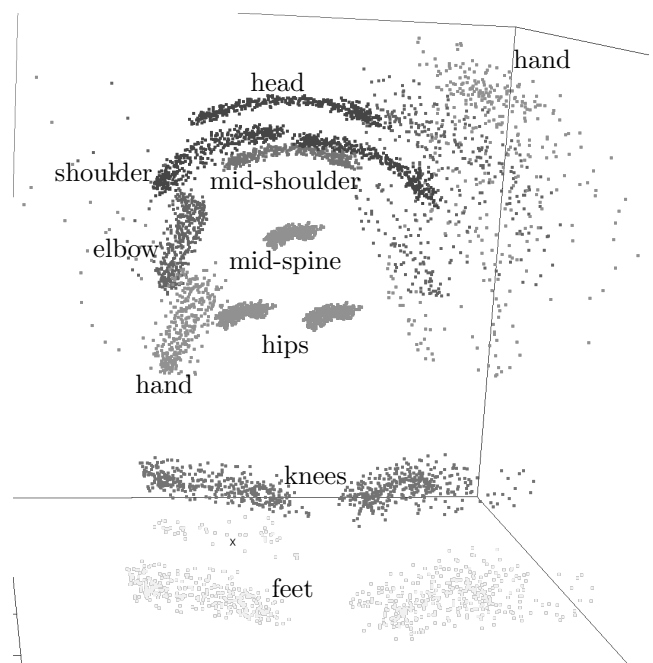 hand
head
shoulder
mid-shoulder
elbow
mid-spine
hips
hand
knees
x
feet